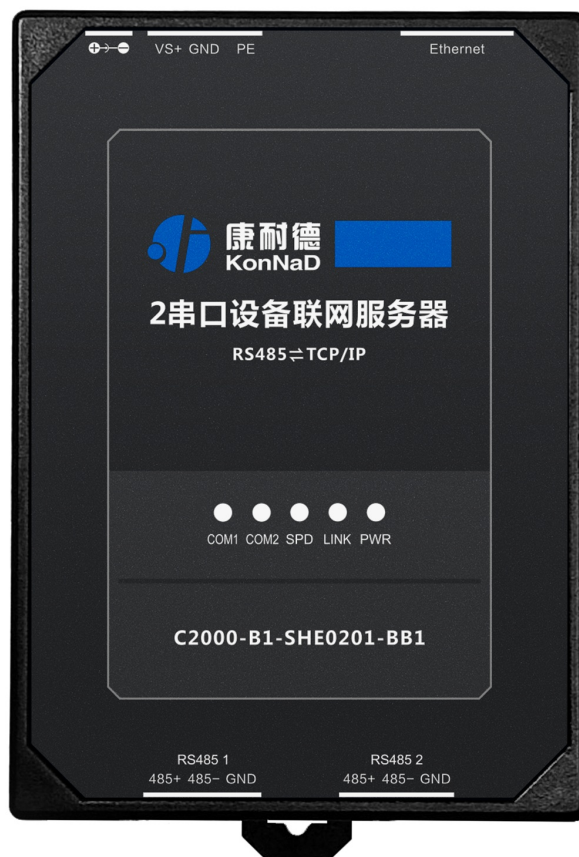 VS+ GND PE Ethernet
康耐德
KonNaD
2串口设备联网服务器
RS485⇌TCP/IP
COM1 COM2 SPD LINK PWR
C2000-B1-SHE0201-BB1
RS485 1 RS485 2
485+ 485− GND 485+ 485− GND